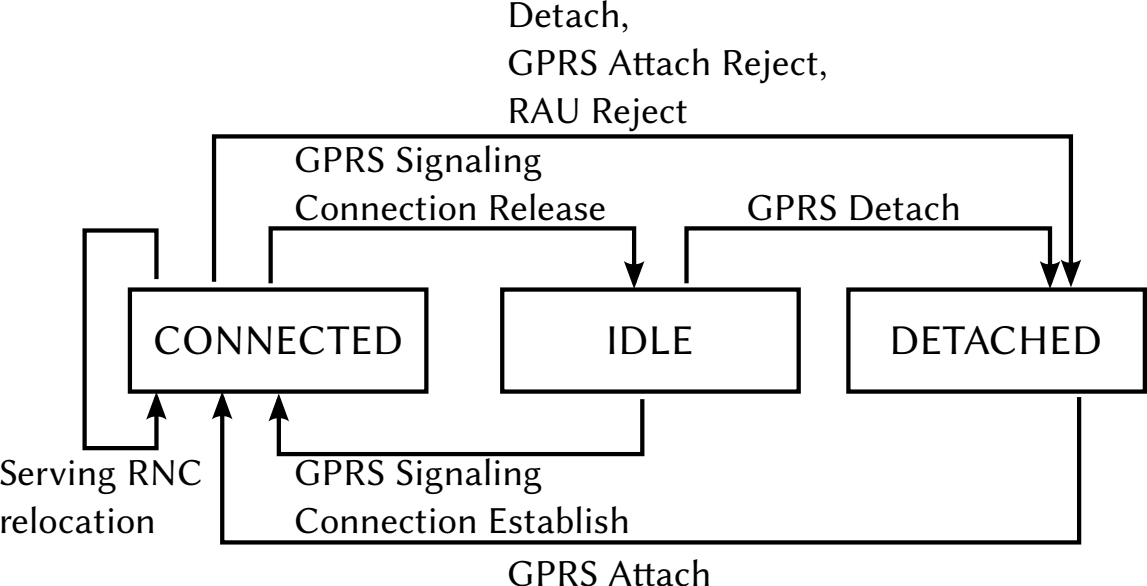 Detach,
GPRS Attach Reject,
RAU Reject
GPRS Signaling
Connection Release
GPRS Detach
CONNECTED
IDLE
DETACHED
Serving RNC
relocation
GPRS Signaling
Connection Establish
GPRS Attach